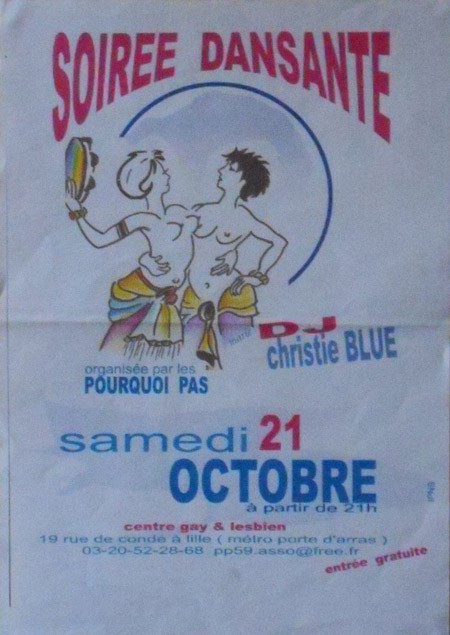 SOIREE DANSANTE
DJ
christie BLUE
organisée par les
POURQUOI PAS
samedi 21
OCTOBRE
à partir de 21h
centre gay & lesbien
19 rue de condé à lille ( métro porte d'arras )
03-20-52-28-68 pp59.asso@free.fr
entrée gratuite